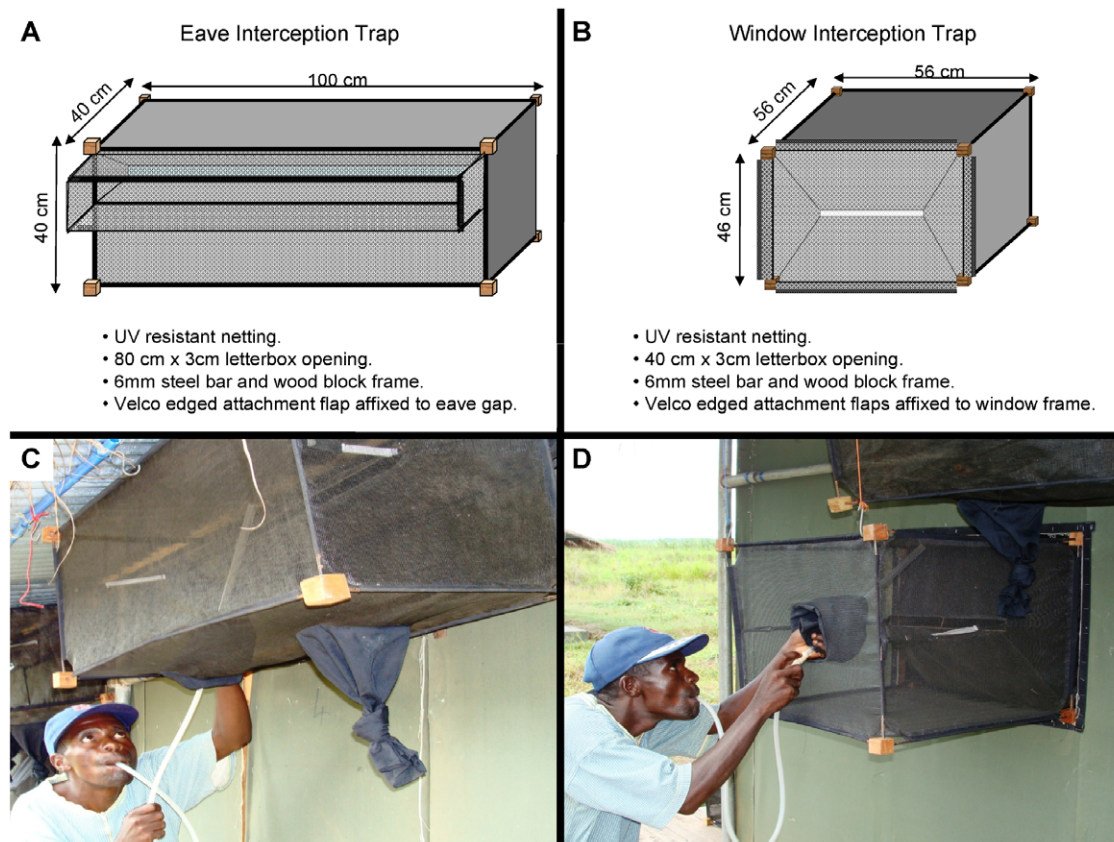 A
Eave Interception Trap
100 cm
40 cm
40 cm
• UV resistant netting.
• 80 cm x 3cm letterbox opening.
• 6mm steel bar and wood block frame.
• Velco edged attachment flap affixed to eave gap.
B
Window Interception Trap
56 cm
56 cm
46 cm
• UV resistant netting.
• 40 cm x 3cm letterbox opening.
• 6mm steel bar and wood block frame.
• Velco edged attachment flaps affixed to window frame.
C
D